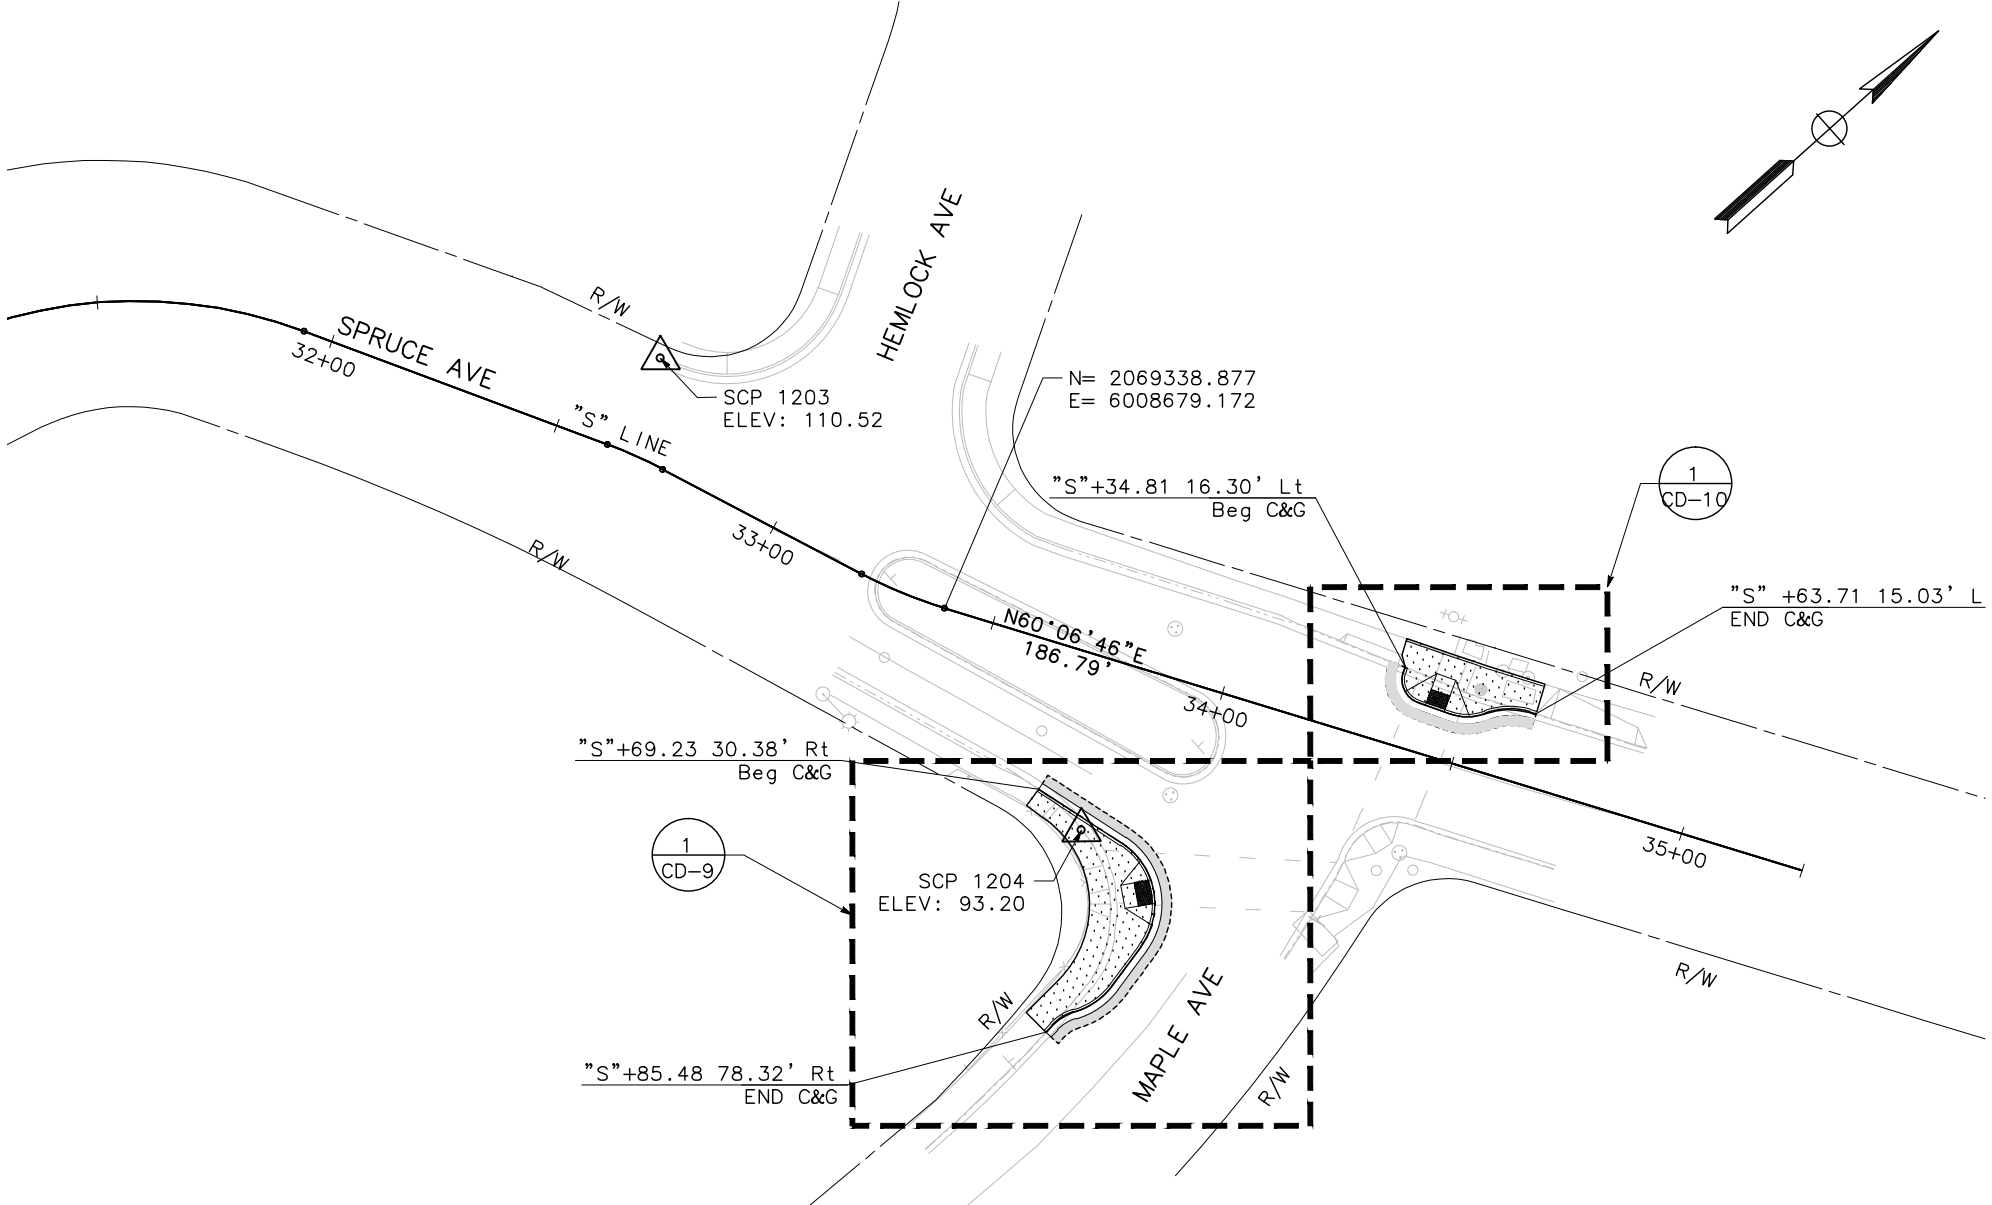 HEMLOCK AVE
R/W
SPRUCE AVE
32+00
SCP 1203
ELEV: 110.52
N= 2069338.877
E= 6008679.172
"S" LINE
33+00
R/W
"S"+34.81 16.30' Lt
Beg C&G
1
CD-10
"S" +63.71 15.03' L
END C&G
N60°06'46"E
186.79'
R/W
34+00
"S"+69.23 30.38' Rt
Beg C&G
35+00
1
CD-9
SCP 1204
ELEV: 93.20
R/W
R/W
MAPLE AVE
"S"+85.48 78.32' Rt
END C&G
R/W